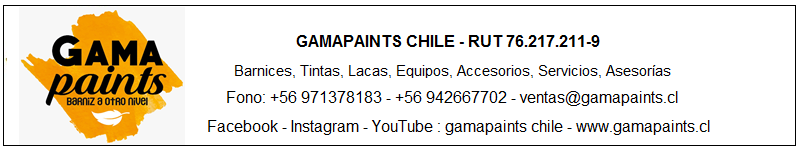 GAMA
paints
BARNIZ A OTRO NIVEL
GAMAPAINTS CHILE - RUT 76.217.211-9
Barnices, Tintas, Lacas, Equipos, Accesorios, Servicios, Asesorías
Fono: +56 971378183 - +56 942667702 - ventas@gamapaints.cl
Facebook - Instagram - YouTube : gamapaints chile - www.gamapaints.cl